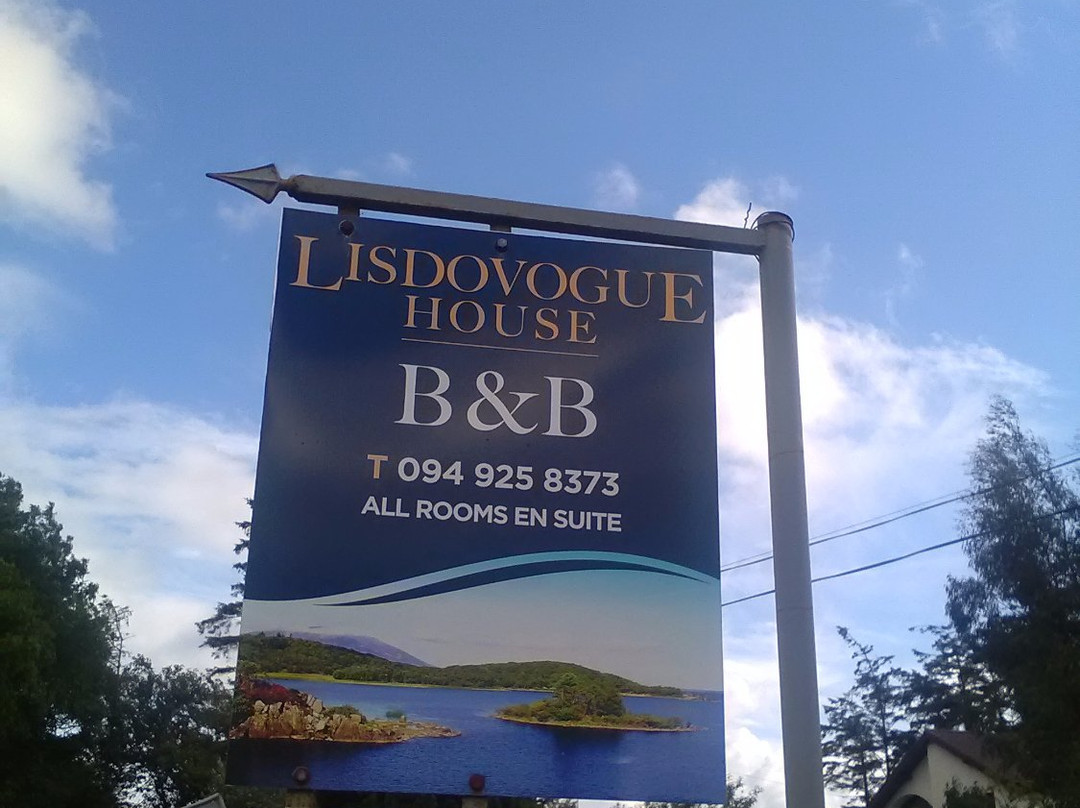 LISDOVOGUE
HOUSE
B&B
T 094 925 8373
ALL ROOMS EN SUITE